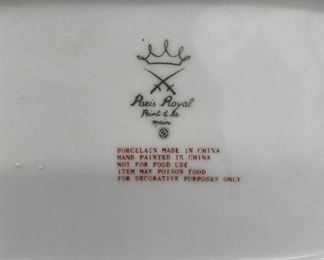 Paris Royal
Peint à la
main
PORCELAIN MADE IN CHINA
HAND PAINTED IN CHINA
NOT FOR FOOD USE
ITEM MAY POISON FOOD
FOR DECORATIVE PURPOSES ONLY